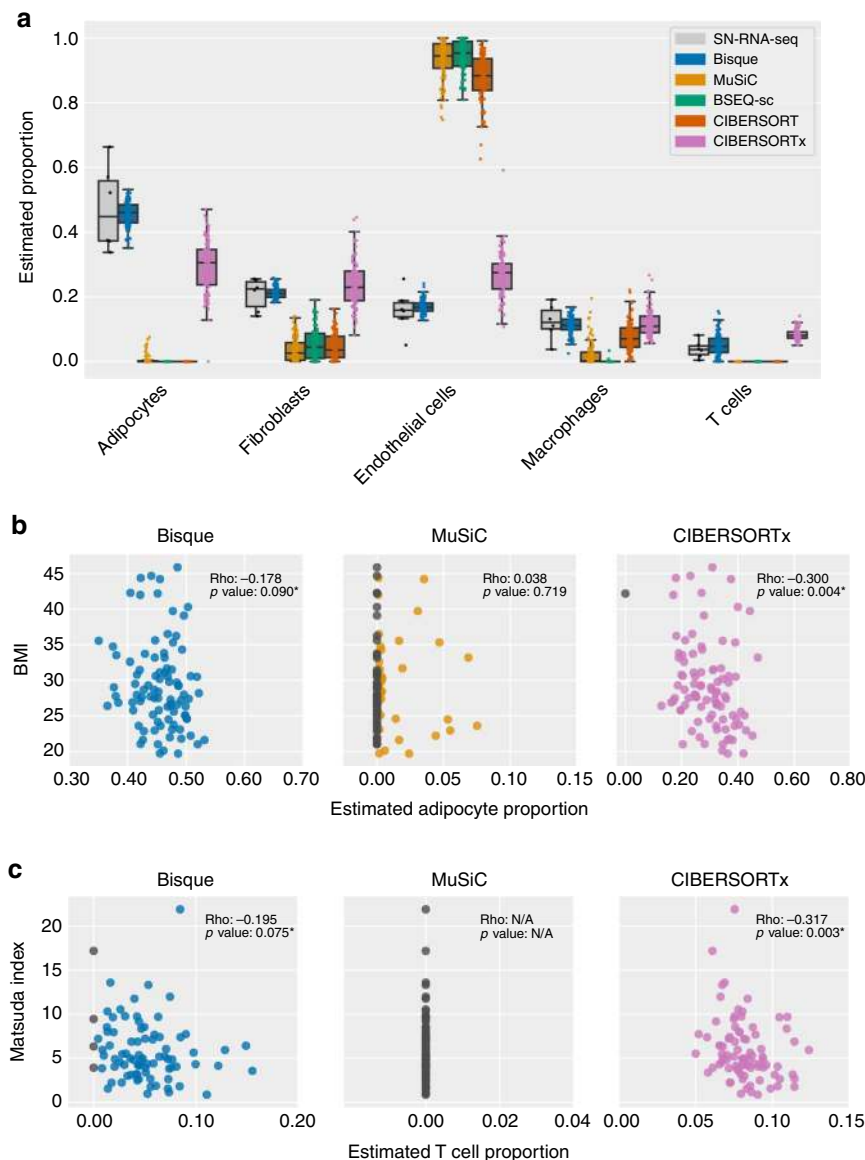 a
1.0
0.8
0.6
0.4
0.2
0.0
Estimated proportion
SN-RNA-seq
Bisque
MuSiC
BSEQ-sc
CIBERSORT
CIBERSORTx
Adipocytes
Fibroblasts
Endothelial cells
Macrophages
T cells
b
Bisque
MuSiC
CIBERSORTx
45
40
35
30
25
20
BMI
Rho: –0.178
p value: 0.090*
Rho: 0.038
p value: 0.719
Rho: –0.300
p value: 0.004*
0.30 0.40 0.50 0.60 0.70
0.00 0.05 0.10 0.15
0.00 0.20 0.40 0.60 0.80
Estimated adipocyte proportion
c
Bisque
MuSiC
CIBERSORTx
20
15
10
5
0
Matsuda index
Rho: –0.195
p value: 0.075*
Rho: N/A
p value: N/A
Rho: –0.317
p value: 0.003*
0.00 0.10 0.20
0.00 0.02 0.04
0.00 0.05 0.10 0.15
Estimated T cell proportion